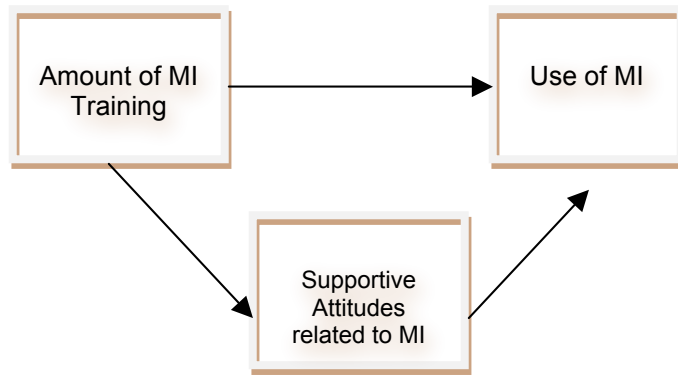 Amount of MI
Training
Use of MI
Supportive
Attitudes
related to MI